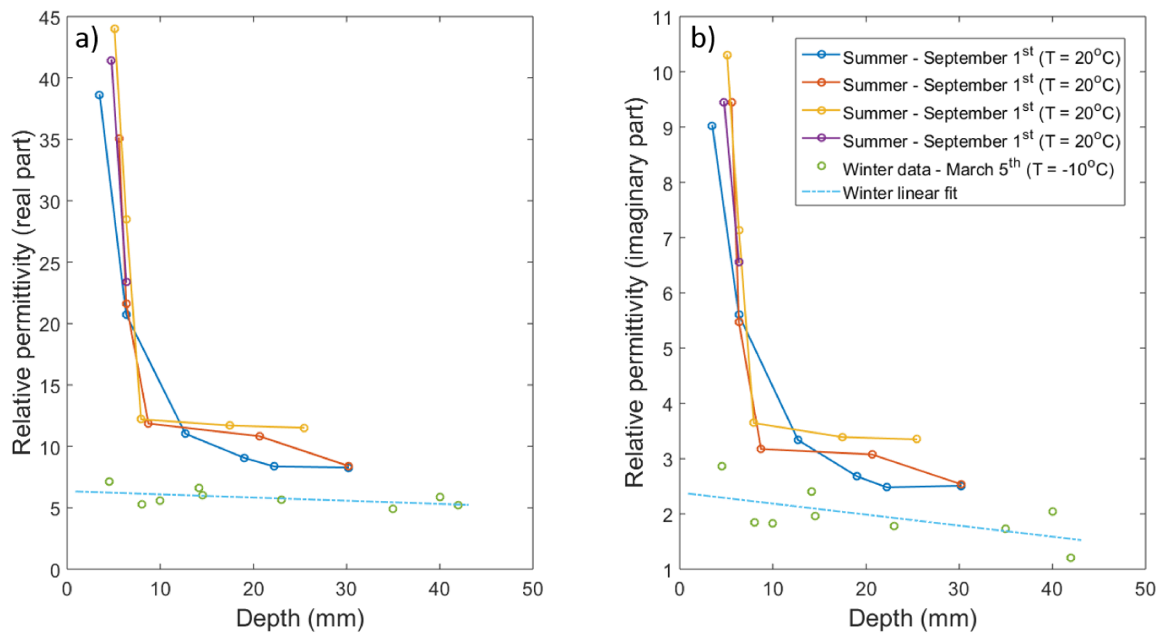 a)
45
40
35
30
25
20
15
10
5
0
0 10 20 30 40 50
Relative permittivity (real part)
Depth (mm)
b)
11
10
9
8
7
6
5
4
3
2
1
0 10 20 30 40 50
Relative permittivity (imaginary part)
Depth (mm)
Summer - September 1st (T = 20oC)
Summer - September 1st (T = 20oC)
Summer - September 1st (T = 20oC)
Summer - September 1st (T = 20oC)
Winter data - March 5th (T = -10oC)
Winter linear fit